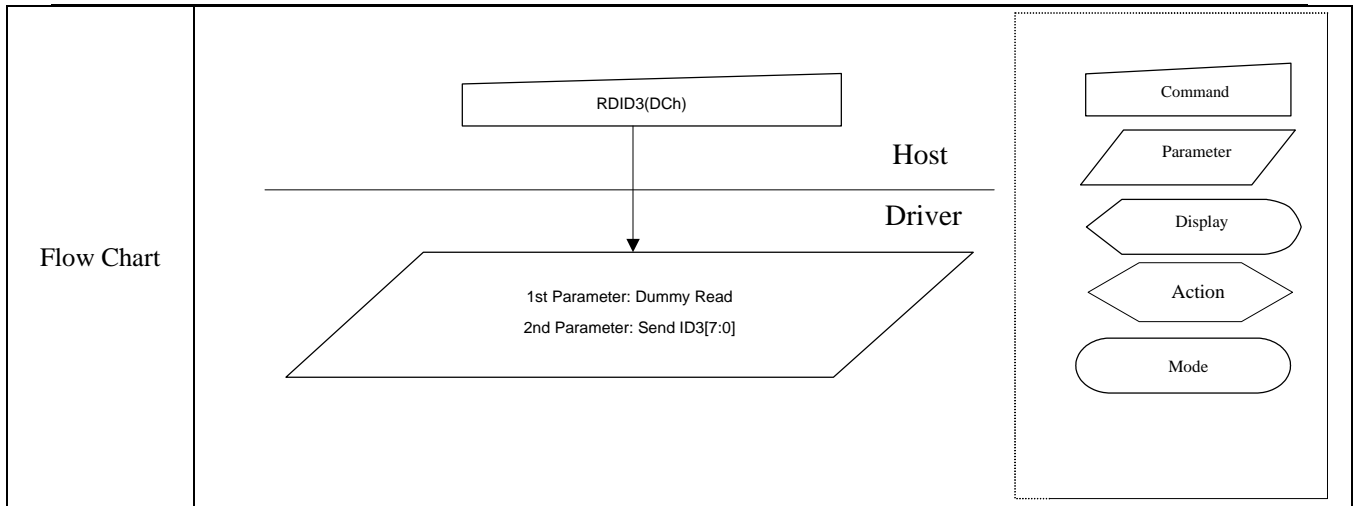 Flow Chart
RDID3(DCh)
Host
Driver
1st Parameter: Dummy Read
2nd Parameter: Send ID3[7:0]
Command
Parameter
Display
Action
Mode